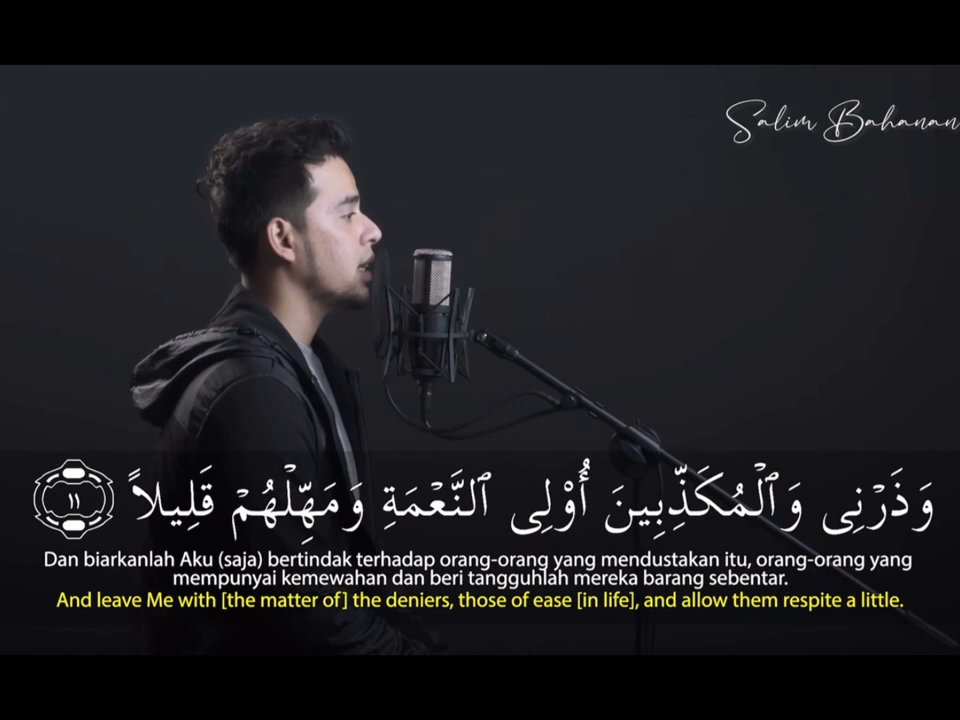 Salim Bahanan
وَذَرْنِى وَٱلْمُكَذِّبِينَ أُوْلِى ٱلنَّعْمَةِ وَمَهِّلْهُمْ قَلِيلاً ١١
Dan biarkanlah Aku (saja) bertindak terhadap orang-orang yang mendustakan itu, orang-orang yang
mempunyai kemewahan dan beri tangguhlah mereka barang sebentar.
And leave Me with [the matter of] the deniers, those of ease [in life], and allow them respite a little.